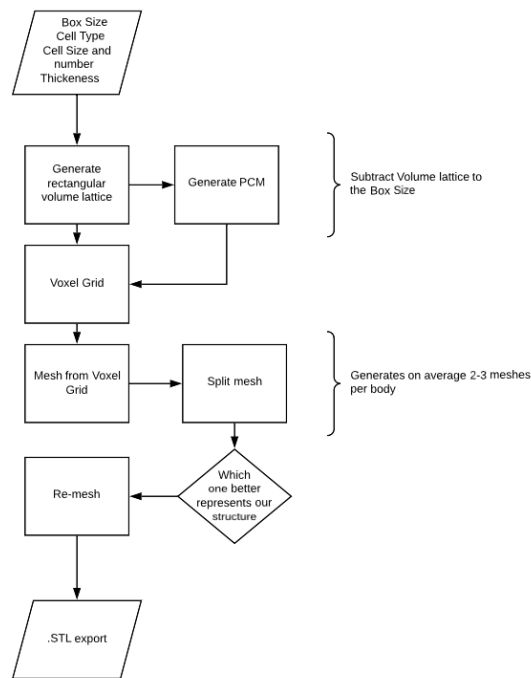 Box Size
Cell Type
Cell Size and
number
Thickness
Generate
rectangular
volume lattice
Generate PCM
Subtract Volume lattice to
the Box Size
Voxel Grid
Mesh from Voxel
Grid
Split mesh
Generates on average 2-3 meshes
per body
Which
one better
represents our
structure
Re-mesh
.STL export